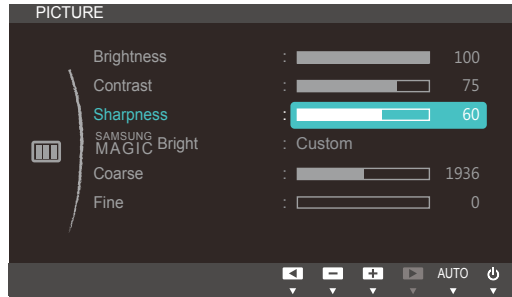 PICTURE
Brightness : 100
Contrast : 75
Sharpness : 60
SAMSUNG
MAGIC Bright : Custom
Coarse : 1936
Fine : 0
AUTO